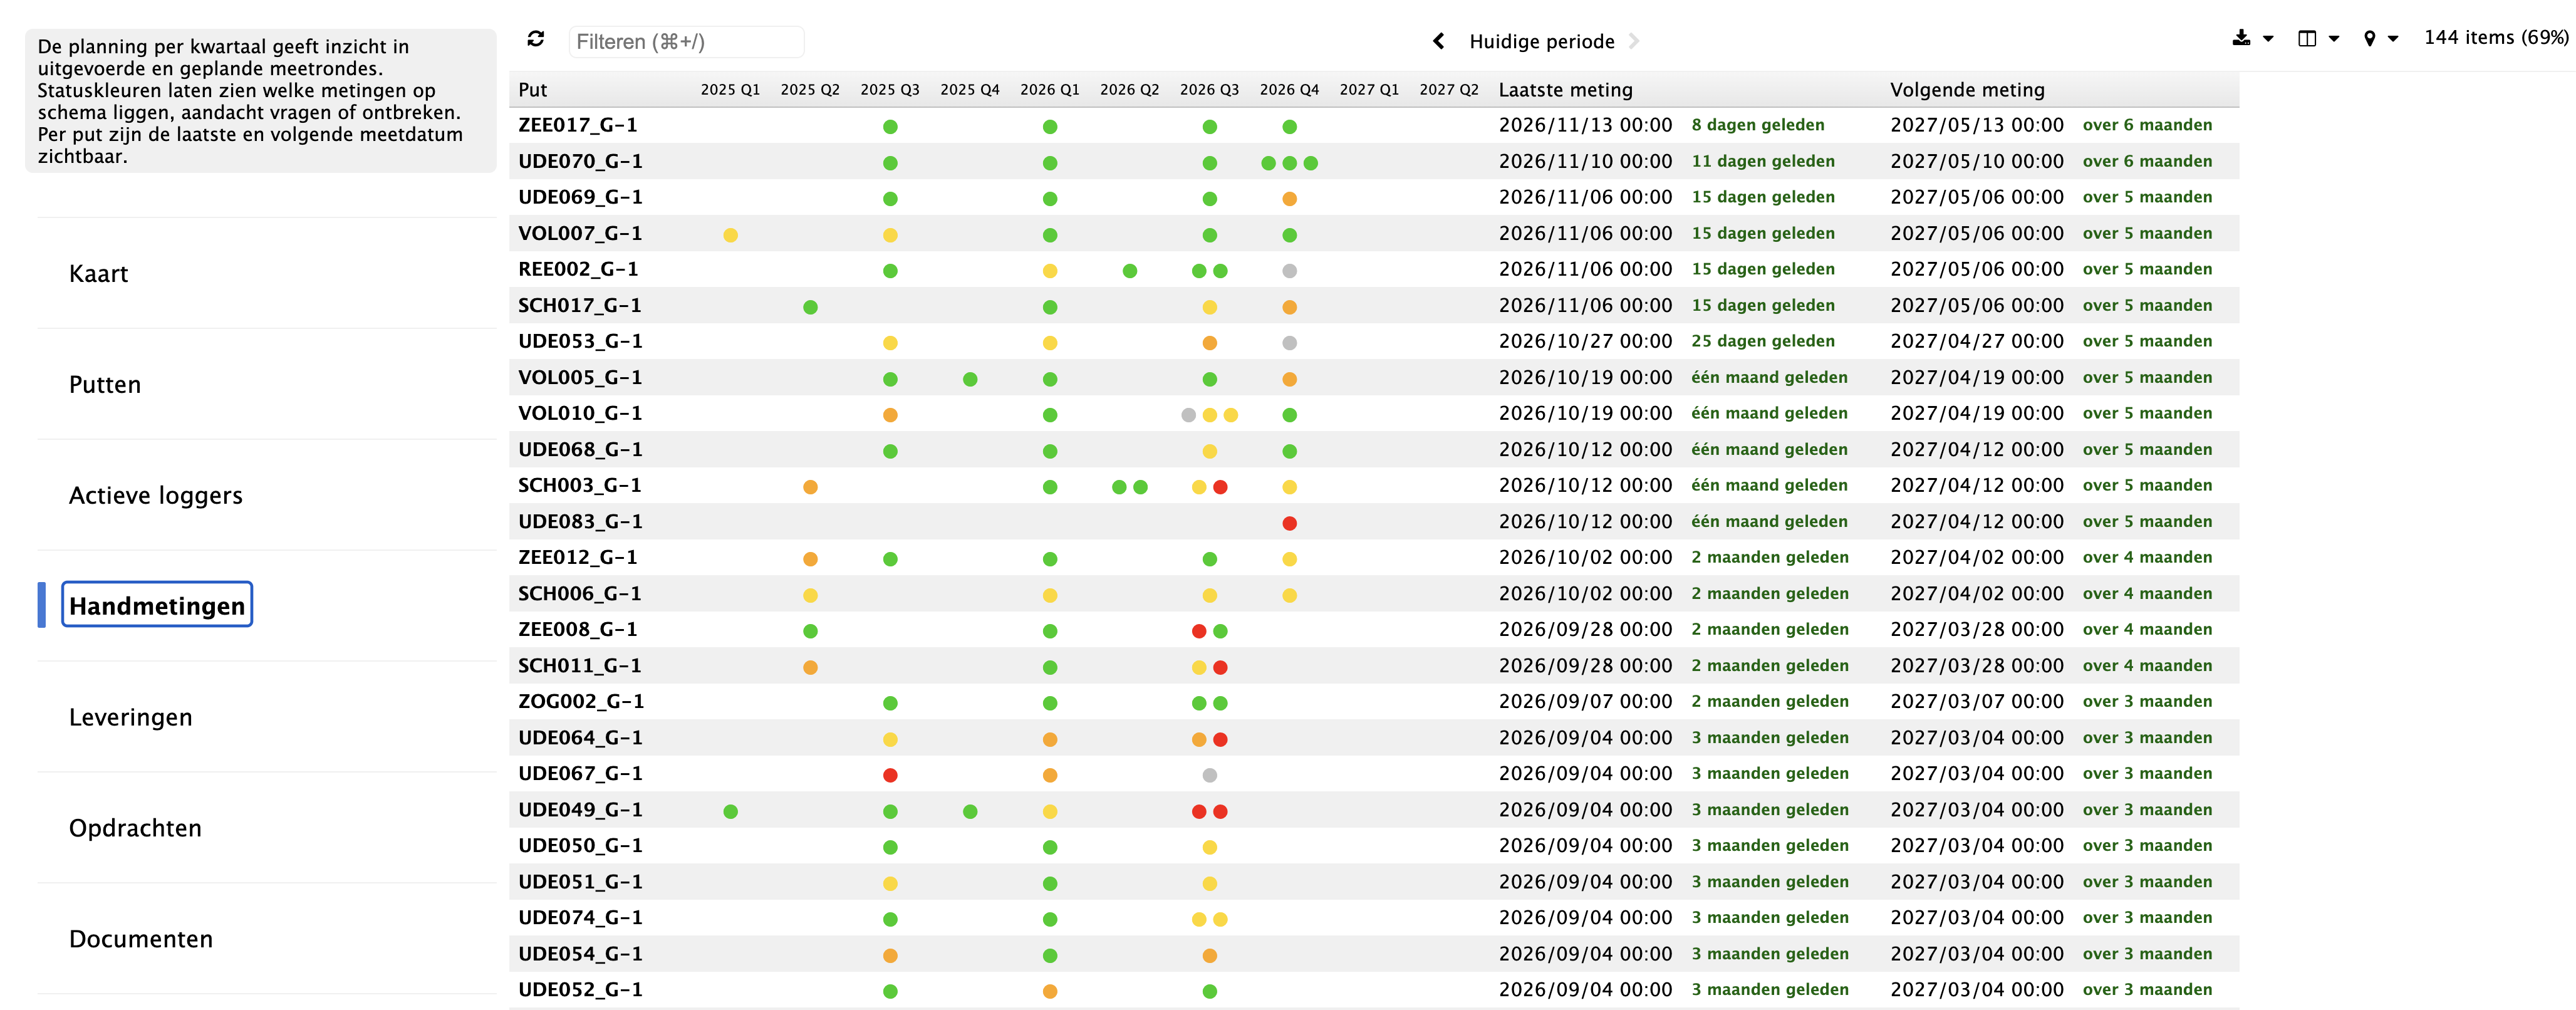 De planning per kwartaal geeft inzicht in
uitgevoerde en geplande meetrondes.
Statuskleuren laten zien welke metingen op
schema liggen, aandacht vragen of ontbreken.
Per put zijn de laatste en volgende meetdatum
zichtbaar.
Kaart
Putten
Actieve loggers
Handmetingen
Leveringen
Opdrachten
Documenten
Filteren (⌘+/)
Huidige periode
144 items (69%)
Put 2025 Q1 2025 Q2 2025 Q3 2025 Q4 2026 Q1 2026 Q2 2026 Q3 2026 Q4 2027 Q1 2027 Q2 Laatste meting Volgende meting
ZEE017_G-1 2026/11/13 00:00 8 dagen geleden 2027/05/13 00:00 over 6 maanden
UDE070_G-1 2026/11/10 00:00 11 dagen geleden 2027/05/10 00:00 over 6 maanden
UDE069_G-1 2026/11/06 00:00 15 dagen geleden 2027/05/06 00:00 over 5 maanden
VOL007_G-1 2026/11/06 00:00 15 dagen geleden 2027/05/06 00:00 over 5 maanden
REE002_G-1 2026/11/06 00:00 15 dagen geleden 2027/05/06 00:00 over 5 maanden
SCH017_G-1 2026/11/06 00:00 15 dagen geleden 2027/05/06 00:00 over 5 maanden
UDE053_G-1 2026/10/27 00:00 25 dagen geleden 2027/04/27 00:00 over 5 maanden
VOL005_G-1 2026/10/19 00:00 één maand geleden 2027/04/19 00:00 over 5 maanden
VOL010_G-1 2026/10/19 00:00 één maand geleden 2027/04/19 00:00 over 5 maanden
UDE068_G-1 2026/10/12 00:00 één maand geleden 2027/04/12 00:00 over 5 maanden
SCH003_G-1 2026/10/12 00:00 één maand geleden 2027/04/12 00:00 over 5 maanden
UDE083_G-1 2026/10/12 00:00 één maand geleden 2027/04/12 00:00 over 5 maanden
ZEE012_G-1 2026/10/02 00:00 2 maanden geleden 2027/04/02 00:00 over 4 maanden
SCH006_G-1 2026/10/02 00:00 2 maanden geleden 2027/04/02 00:00 over 4 maanden
ZEE008_G-1 2026/09/28 00:00 2 maanden geleden 2027/03/28 00:00 over 4 maanden
SCH011_G-1 2026/09/28 00:00 2 maanden geleden 2027/03/28 00:00 over 4 maanden
ZOG002_G-1 2026/09/07 00:00 2 maanden geleden 2027/03/07 00:00 over 3 maanden
UDE064_G-1 2026/09/04 00:00 3 maanden geleden 2027/03/04 00:00 over 3 maanden
UDE067_G-1 2026/09/04 00:00 3 maanden geleden 2027/03/04 00:00 over 3 maanden
UDE049_G-1 2026/09/04 00:00 3 maanden geleden 2027/03/04 00:00 over 3 maanden
UDE050_G-1 2026/09/04 00:00 3 maanden geleden 2027/03/04 00:00 over 3 maanden
UDE051_G-1 2026/09/04 00:00 3 maanden geleden 2027/03/04 00:00 over 3 maanden
UDE074_G-1 2026/09/04 00:00 3 maanden geleden 2027/03/04 00:00 over 3 maanden
UDE054_G-1 2026/09/04 00:00 3 maanden geleden 2027/03/04 00:00 over 3 maanden
UDE052_G-1 2026/09/04 00:00 3 maanden geleden 2027/03/04 00:00 over 3 maanden